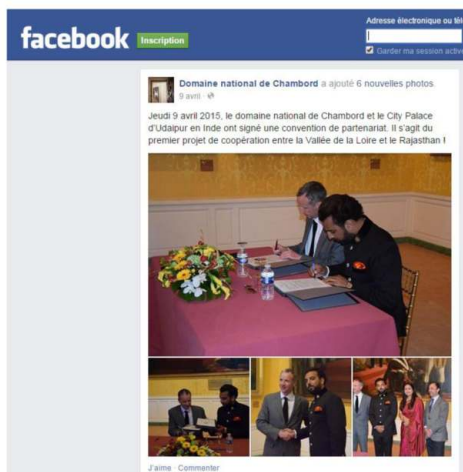 Adresse électronique ou tél
facebook
Inscription
Garder ma session active
Domaine national de Chambord a ajouté 6 nouvelles photos.
9 avril ·
Jeudi 9 avril 2015, le domaine national de Chambord et le City Palace
d'Udaipur en Inde ont signé une convention de partenariat. Il s'agit du
premier projet de coopération entre la Vallée de la Loire et le Rajasthan !
J'aime · Commenter